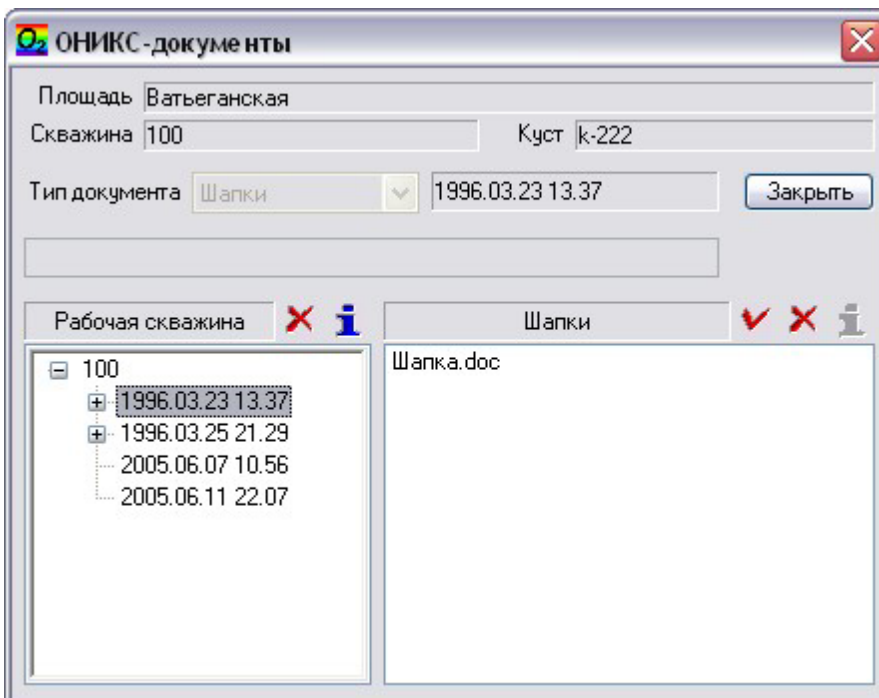 O2 ОНИКС-документы
Площадь Ватьеганская
Скважина 100 Куст k-222
Тип документа Шапки 1996.03.23 13.37 Закрыть
Рабочая скважина Шапки
100 Шапка.doc
1996.03.23 13.37
1996.03.25 21.29
2005.06.07 10.56
2005.06.11 22.07